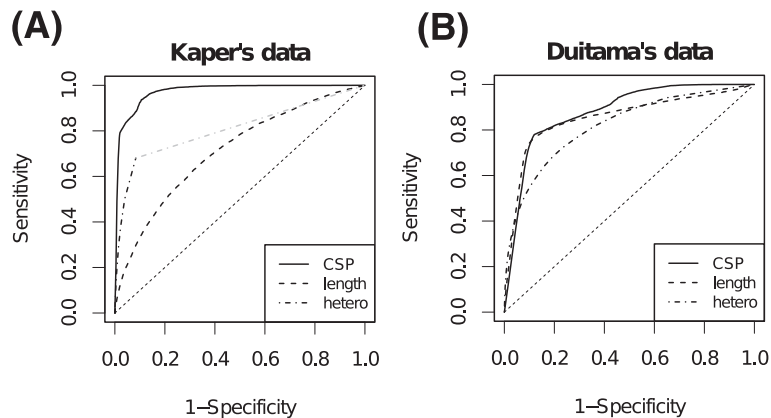 (A)
Kaper's data
Sensitivity
1.0
0.8
0.6
0.4
0.2
0.0
CSP
length
hetero
0.0 0.2 0.4 0.6 0.8 1.0
1−Specificity
(B)
Duitama's data
Sensitivity
1.0
0.8
0.6
0.4
0.2
0.0
CSP
length
hetero
0.0 0.2 0.4 0.6 0.8 1.0
1−Specificity